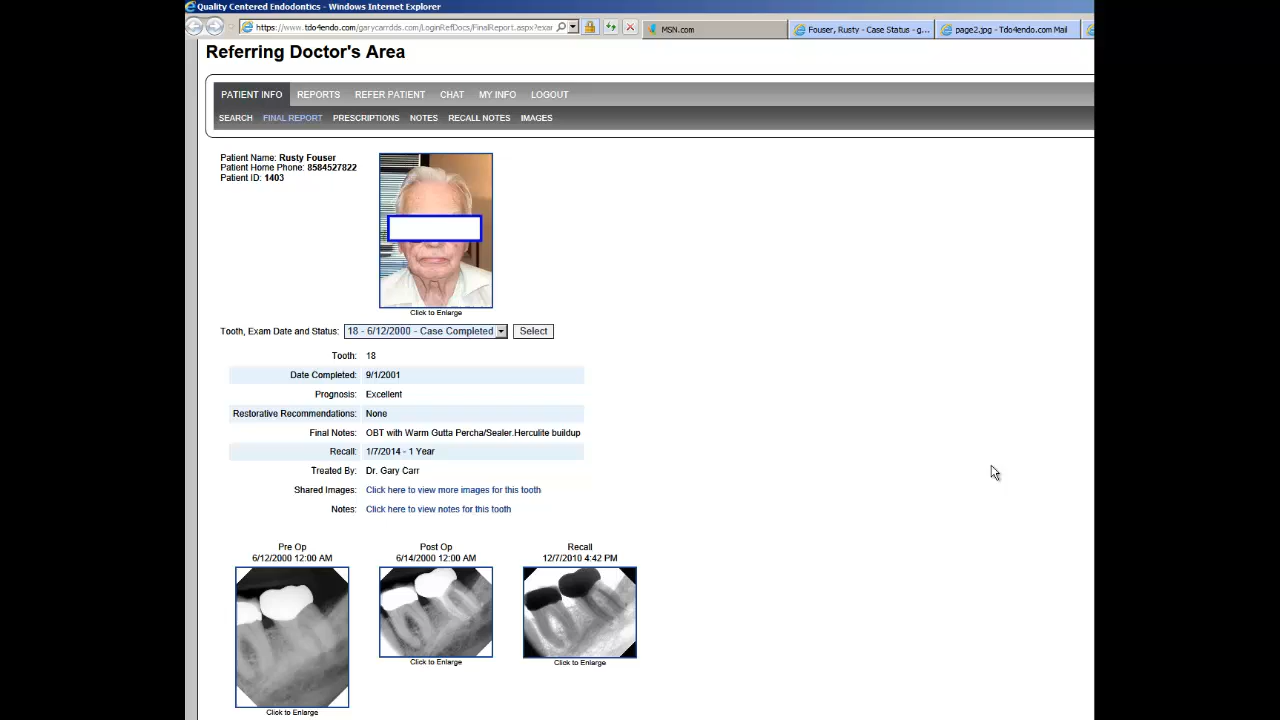 Quality Centered Endodontics - Windows Internet Explorer
https://www.tdo4endo.com/garycarrdds.com/LoginRefDocs/FinalReport.aspx?exar
MSN.com
Fouser, Rusty - Case Status - g...
page2.jpg - Tdo4endo.com Mail
Referring Doctor's Area
PATIENT INFO REPORTS REFER PATIENT CHAT MY INFO LOGOUT
SEARCH FINAL REPORT PRESCRIPTIONS NOTES RECALL NOTES IMAGES
Patient Name: Rusty Fouser
Patient Home Phone: 8584527822
Patient ID: 1403
Click to Enlarge
Tooth, Exam Date and Status: 18 - 6/12/2000 - Case Completed Select
Tooth: 18
Date Completed: 9/1/2001
Prognosis: Excellent
Restorative Recommendations: None
Final Notes: OBT with Warm Gutta Percha/Sealer.Herculite buildup
Recall: 1/7/2014 - 1 Year
Treated By: Dr. Gary Carr
Shared Images: Click here to view more images for this tooth
Notes: Click here to view notes for this tooth
Pre Op Post Op Recall
6/12/2000 12:00 AM 6/14/2000 12:00 AM 12/7/2010 4:42 PM
Click to Enlarge Click to Enlarge
Click to Enlarge